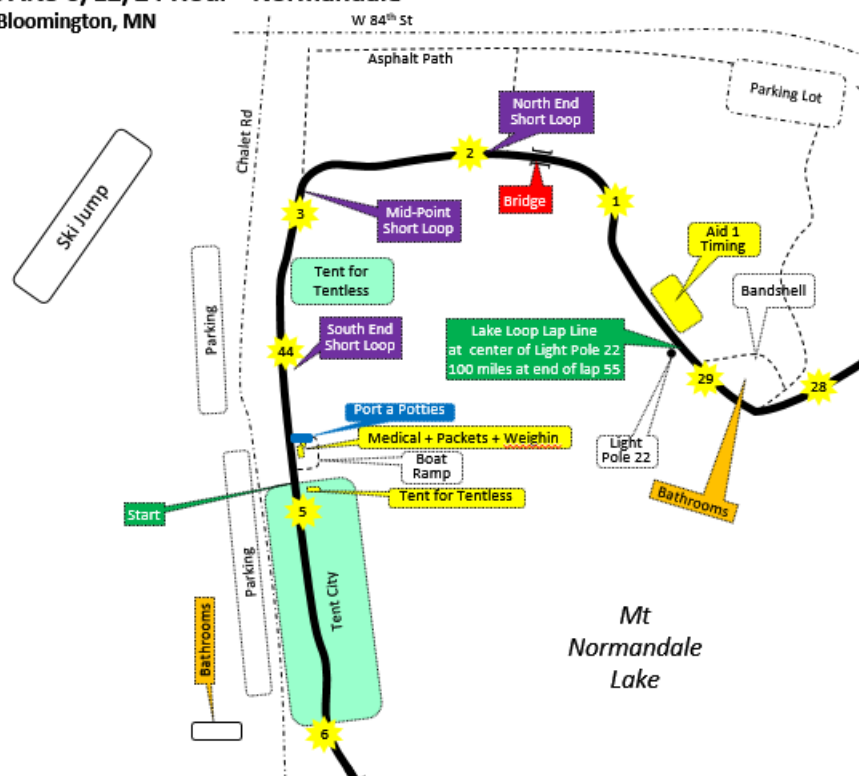 Bloomington, MN
W 84th St
Asphalt Path
Parking Lot
Chalet Rd
North End
Short Loop
2
Bridge
1
Ski Jump
3
Mid-Point
Short Loop
Aid 1
Timing
Tent for
Tentless
Bandshell
Parking
44
South End
Short Loop
Lake Loop Lap Line
at center of Light Pole 22
100 miles at end of lap 55
29
28
Port a Potties
Medical + Packets + Weighin
Boat
Ramp
Light
Pole 22
Tent for Tentless
Bathrooms
Start
5
Parking
Tent City
Bathrooms
Mt
Normandale
Lake
6